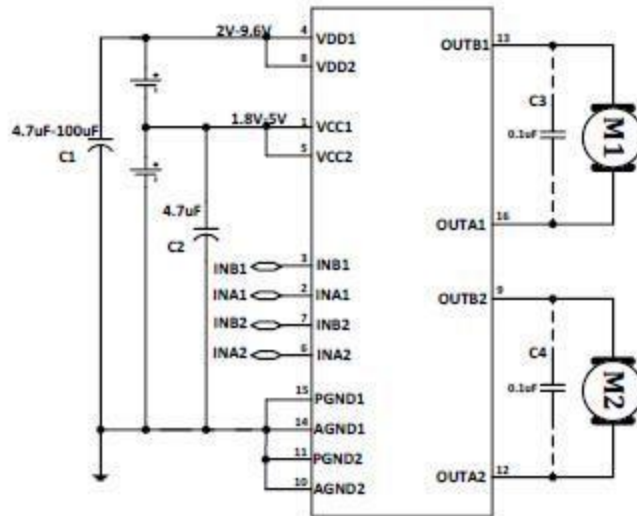 2V-9.6V
4
VDD1
8
VDD2
4.7uF-100uF
C1
1.8V-5V
1
VCC1
5
VCC2
4.7uF
C2
INB1
3
INB1
INA1
2
INA1
INB2
7
INB2
INA2
6
INA2
15
PGND1
14
AGND1
11
PGND2
10
AGND2
OUTB1
13
C3
0.1uF
M1
OUTA1
16
OUTB2
9
C4
0.1uF
M2
OUTA2
12